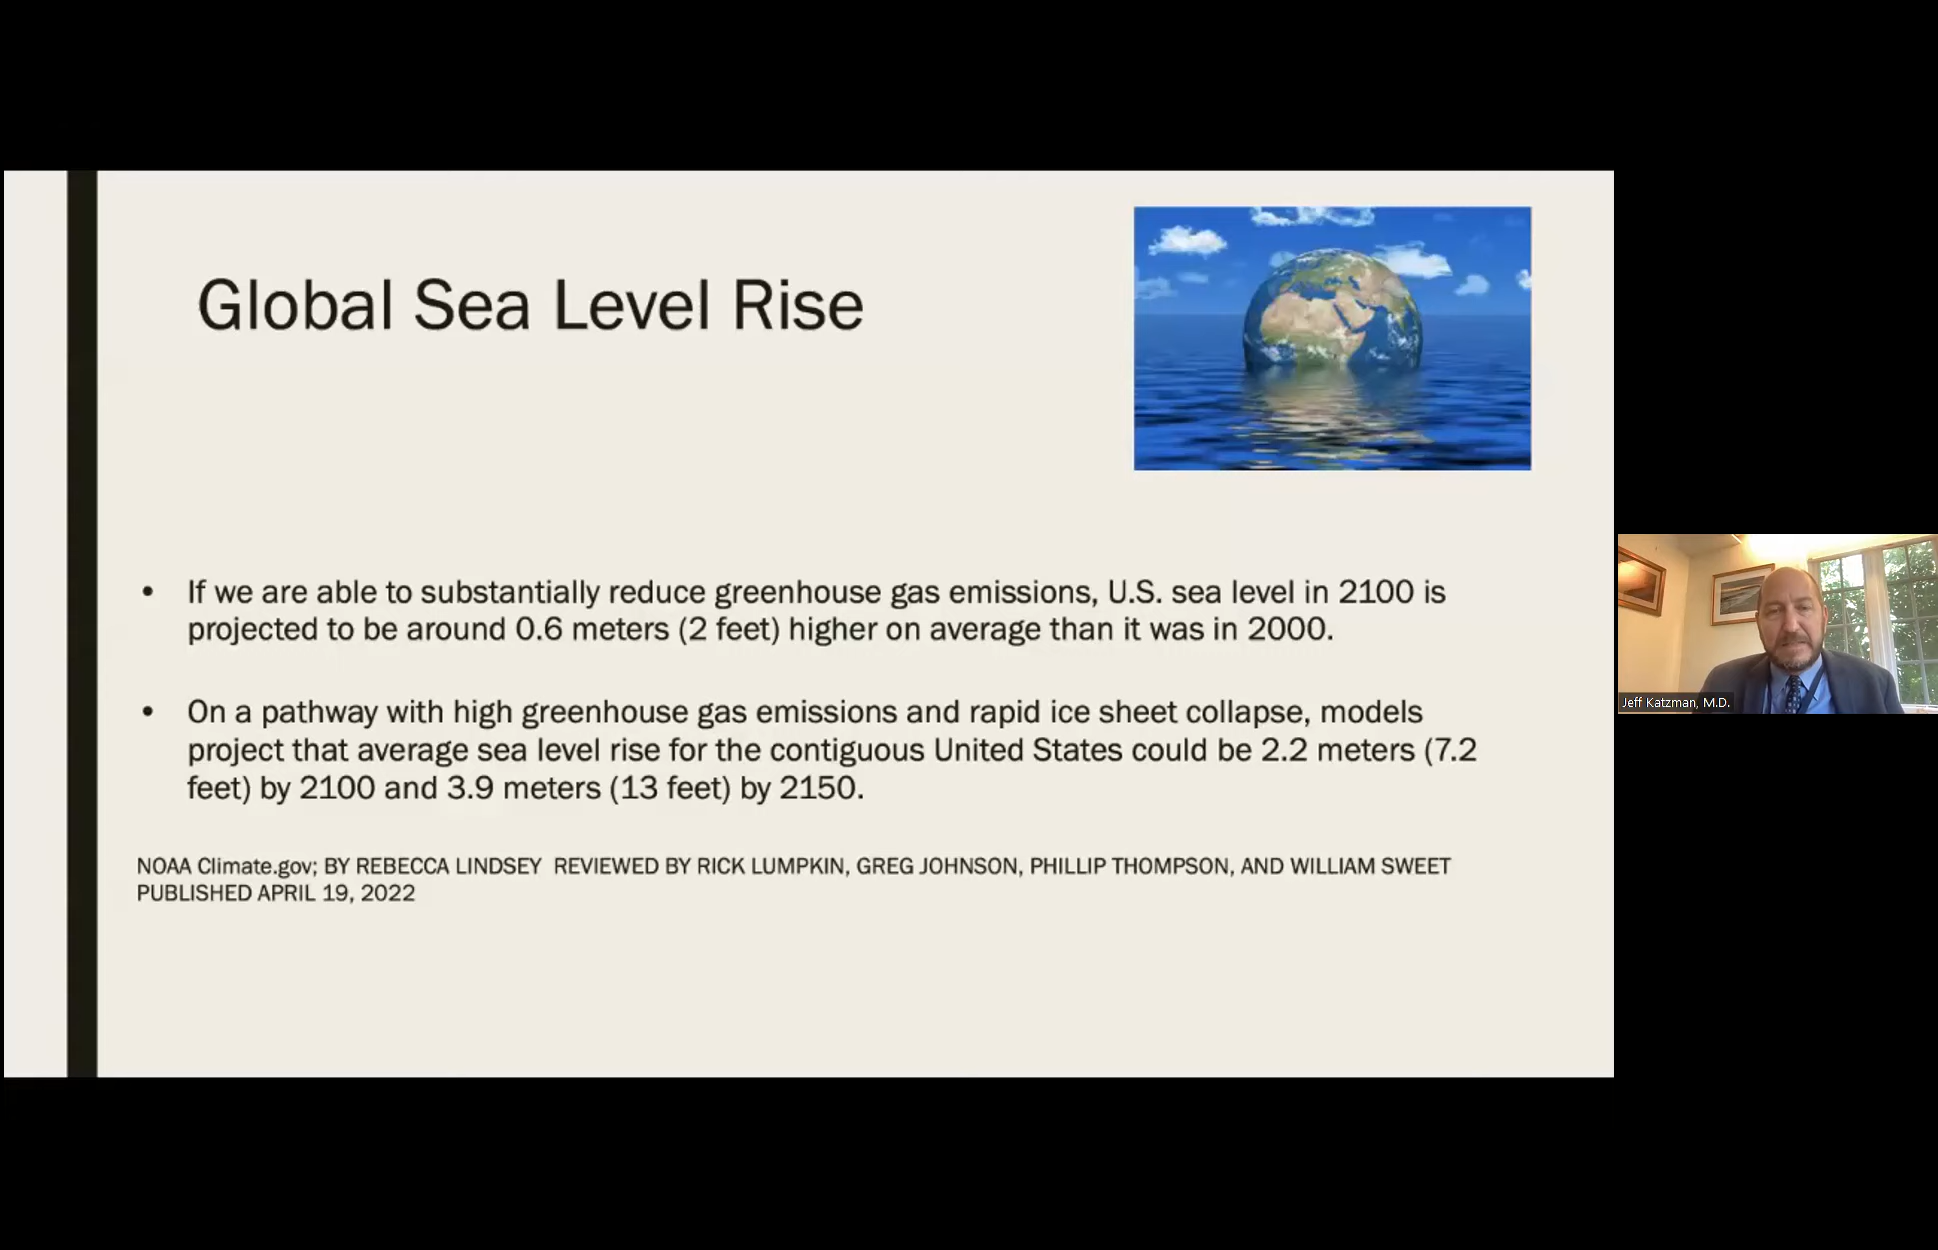 Global Sea Level Rise
• If we are able to substantially reduce greenhouse gas emissions, U.S. sea level in 2100 is
projected to be around 0.6 meters (2 feet) higher on average than it was in 2000.
• On a pathway with high greenhouse gas emissions and rapid ice sheet collapse, models
project that average sea level rise for the contiguous United States could be 2.2 meters (7.2
feet) by 2100 and 3.9 meters (13 feet) by 2150.
NOAA Climate.gov; BY REBECCA LINDSEY  REVIEWED BY RICK LUMPKIN, GREG JOHNSON, PHILLIP THOMPSON, AND WILLIAM SWEET
PUBLISHED APRIL 19, 2022
Jeff Katzman, M.D.